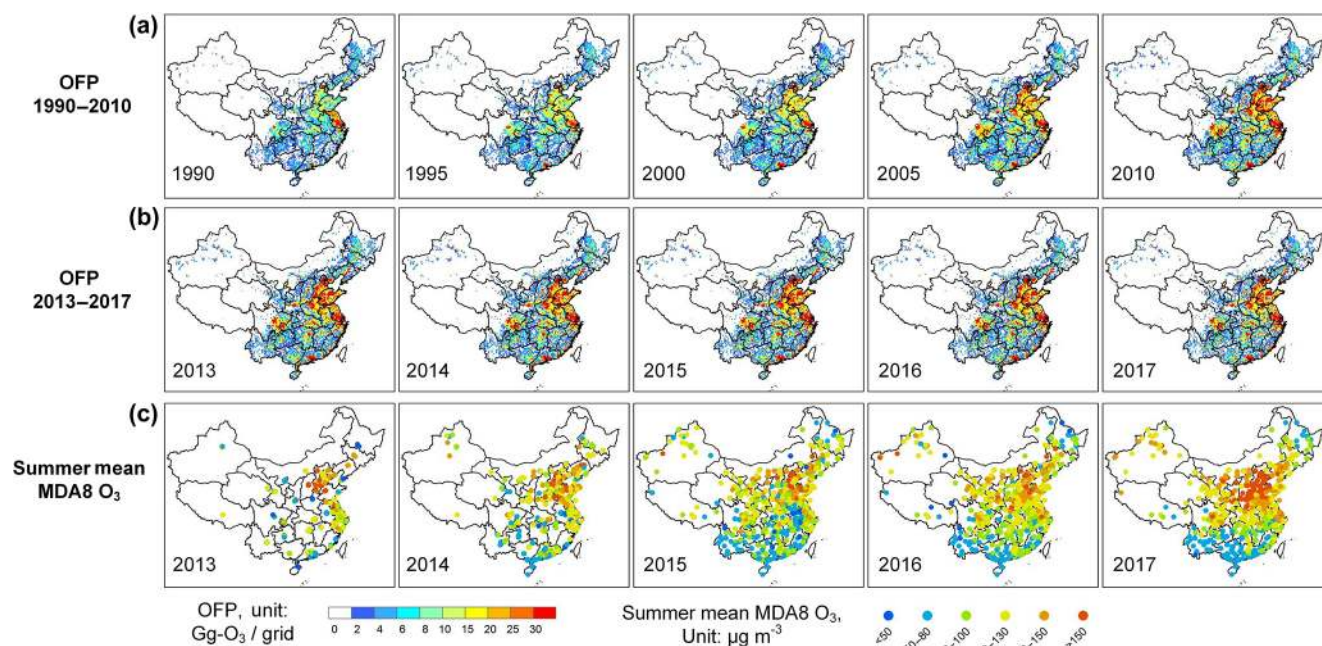 (a)
OFP
1990–2010
1990
1995
2000
2005
2010
(b)
OFP
2013–2017
2013
2014
2015
2016
2017
(c)
Summer mean
MDA8 O₃
2013
2014
2015
2016
2017
OFP, unit:
Gg-O₃ / grid
0 2 4 6 8 10 15 20 25 30
Summer mean MDA8 O₃,
Unit: μg m⁻³
<50